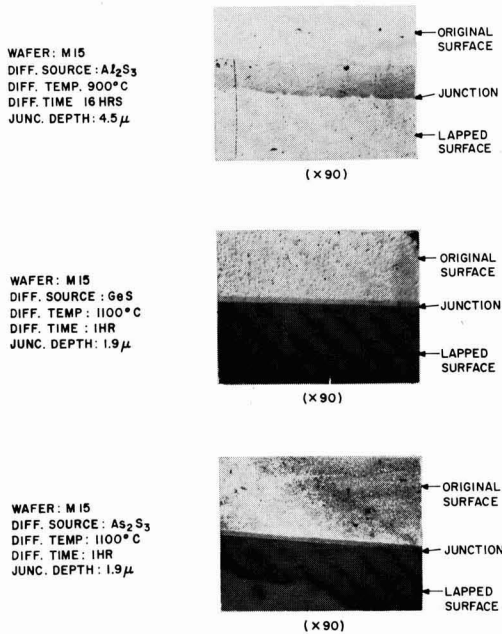 WAFER: M15
DIFF. SOURCE: Al₂S₃
DIFF. TEMP. 900°C
DIFF. TIME 16 HRS
JUNC. DEPTH: 4.5μ
ORIGINAL
SURFACE
JUNCTION
LAPPED
SURFACE
(×90)
WAFER: M15
DIFF. SOURCE: GeS
DIFF. TEMP: 1100°C
DIFF. TIME: 1HR
JUNC. DEPTH: 1.9μ
ORIGINAL
SURFACE
JUNCTION
LAPPED
SURFACE
(×90)
WAFER: M15
DIFF. SOURCE: As₂S₃
DIFF. TEMP: 1100°C
DIFF. TIME: 1HR
JUNC. DEPTH: 1.9μ
ORIGINAL
SURFACE
JUNCTION
LAPPED
SURFACE
(×90)